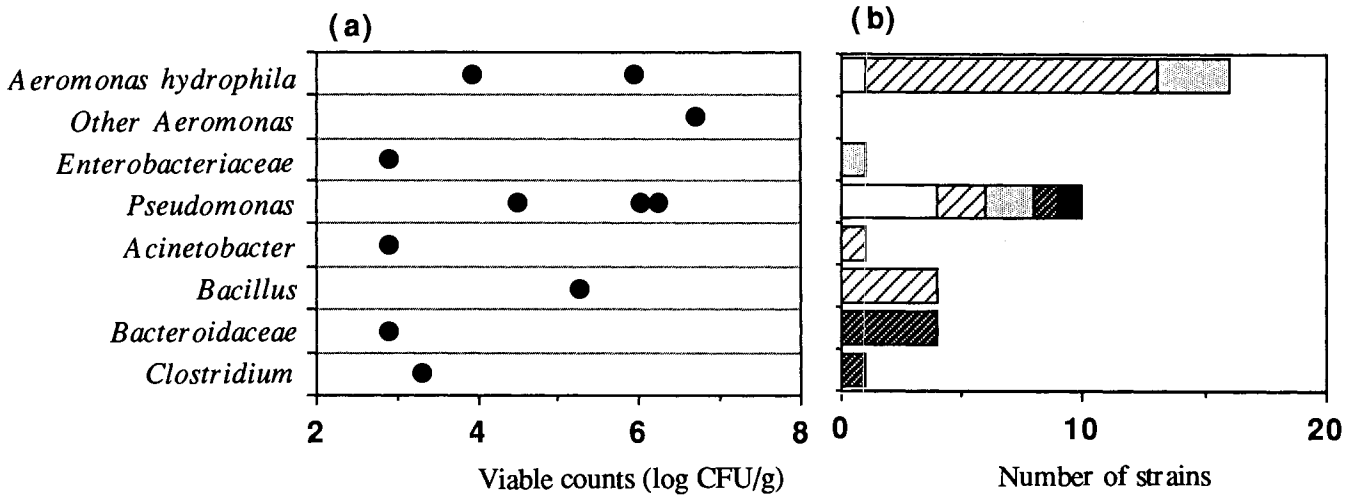 (a)
(b)
Aeromonas hydrophila
Other Aeromonas
Enterobacteriaceae
Pseudomonas
Acinetobacter
Bacillus
Bacteroidaceae
Clostridium
2 4 6 8
0 10 20
Viable counts (log CFU/g)
Number of strains